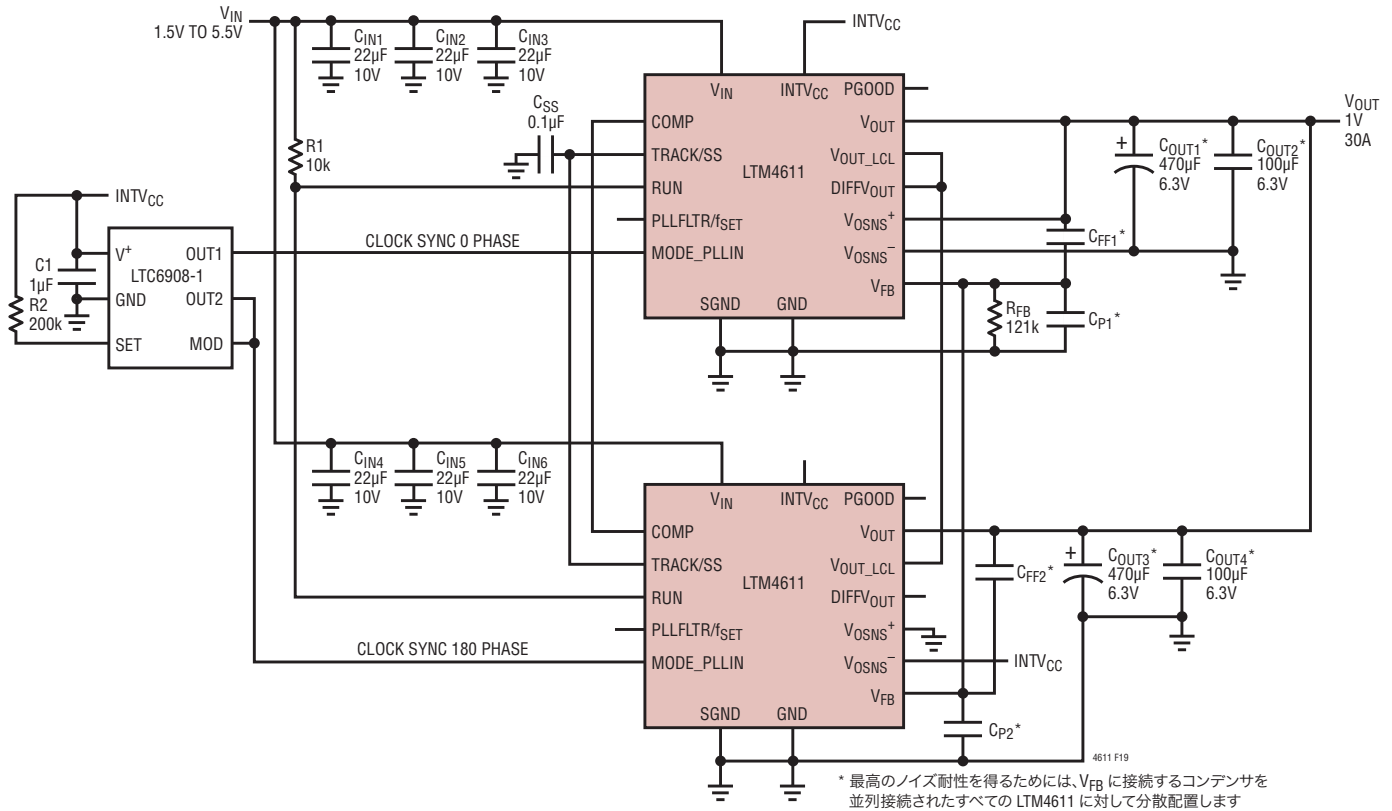 VIN
1.5V TO 5.5V
CIN1
22µF
10V
CIN2
22µF
10V
CIN3
22µF
10V
INTVCC
CSS
0.1µF
R1
10k
VIN
INTVCC
PGOOD
COMP
VOUT
TRACK/SS
VOUT_LCL
LTM4611
RUN
DIFFVOUT
PLLFLTR/fSET
VOSNS+
MODE_PLLIN
VOSNS–
VFB
SGND
GND
VOUT
1V
30A
+
COUT1*
470µF
6.3V
COUT2*
100µF
6.3V
CFF1*
RFB
121k
CP1*
INTVCC
C1
1µF
R2
200k
V+
OUT1
LTC6908-1
GND
OUT2
SET
MOD
CLOCK SYNC 0 PHASE
CIN4
22µF
10V
CIN5
22µF
10V
CIN6
22µF
10V
VIN
INTVCC
PGOOD
COMP
VOUT
TRACK/SS
VOUT_LCL
LTM4611
RUN
DIFFVOUT
PLLFLTR/fSET
VOSNS+
MODE_PLLIN
VOSNS–
VFB
SGND
GND
CLOCK SYNC 180 PHASE
CFF2*
+
COUT3*
470µF
6.3V
COUT4*
100µF
6.3V
INTVCC
CP2*
4611 F19
* 最高のノイズ耐性を得るためには、VFB に接続するコンデンサを
並列接続されたすべての LTM4611 に対して分散配置します